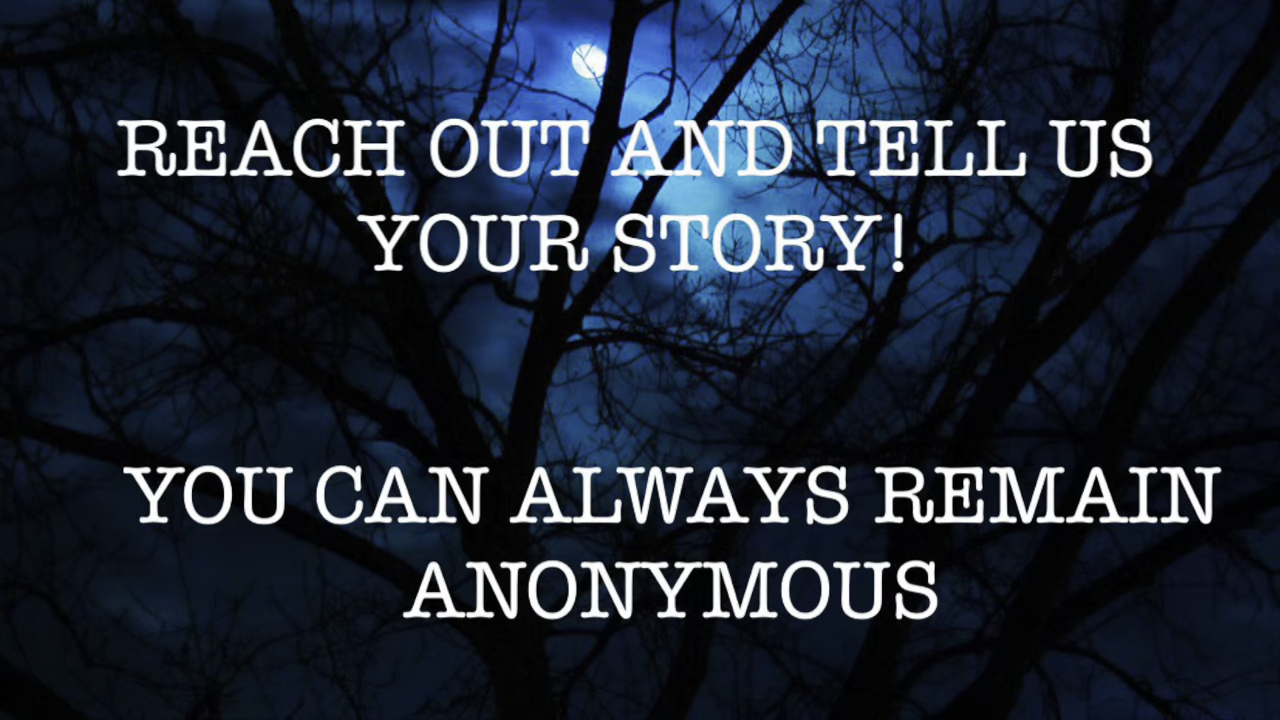 REACH OUT AND TELL US
YOUR STORY!
YOU CAN ALWAYS REMAIN
ANONYMOUS